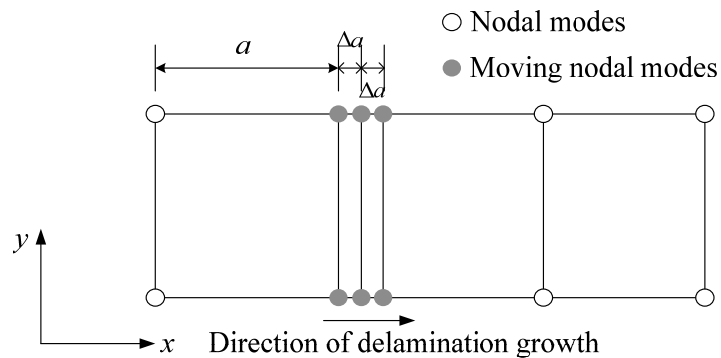 Nodal modes
Moving nodal modes
a
Δa
Δa
y
x
Direction of delamination growth